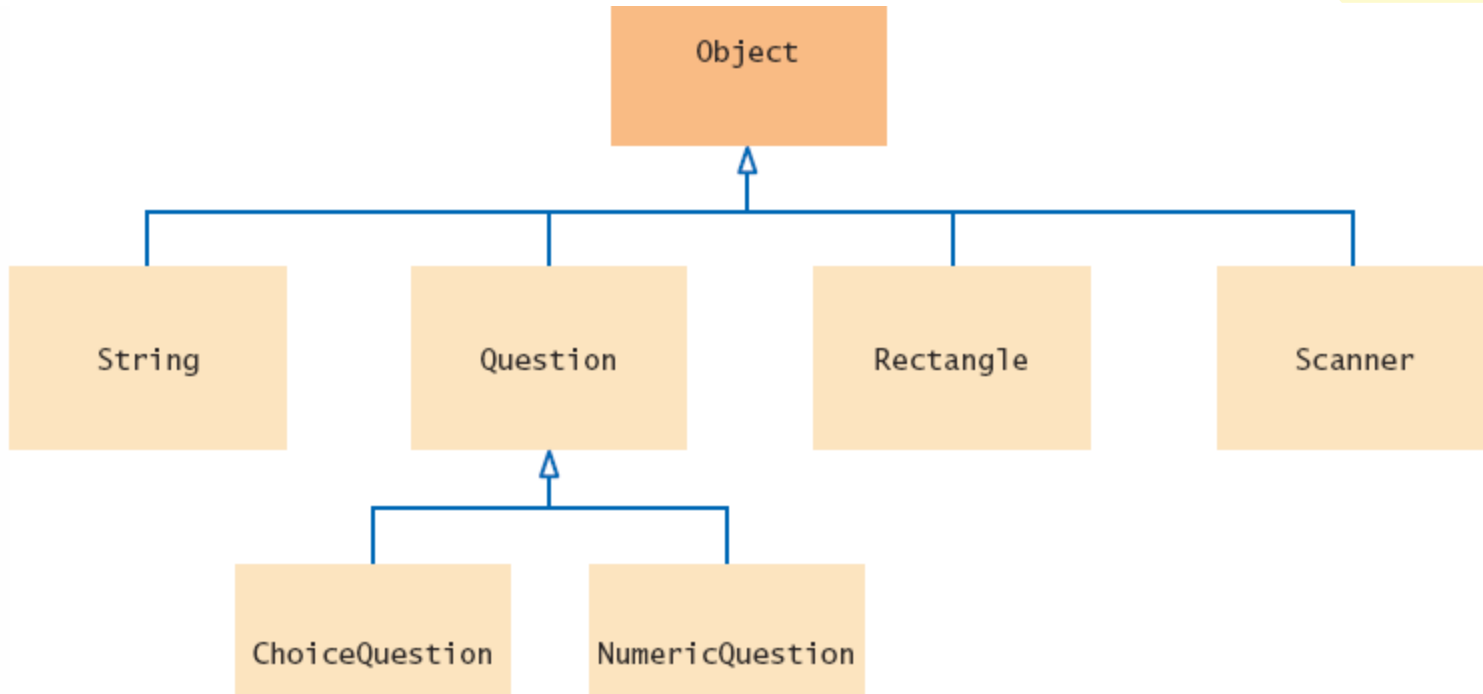 Object
String
Question
Rectangle
Scanner
ChoiceQuestion
NumericQuestion